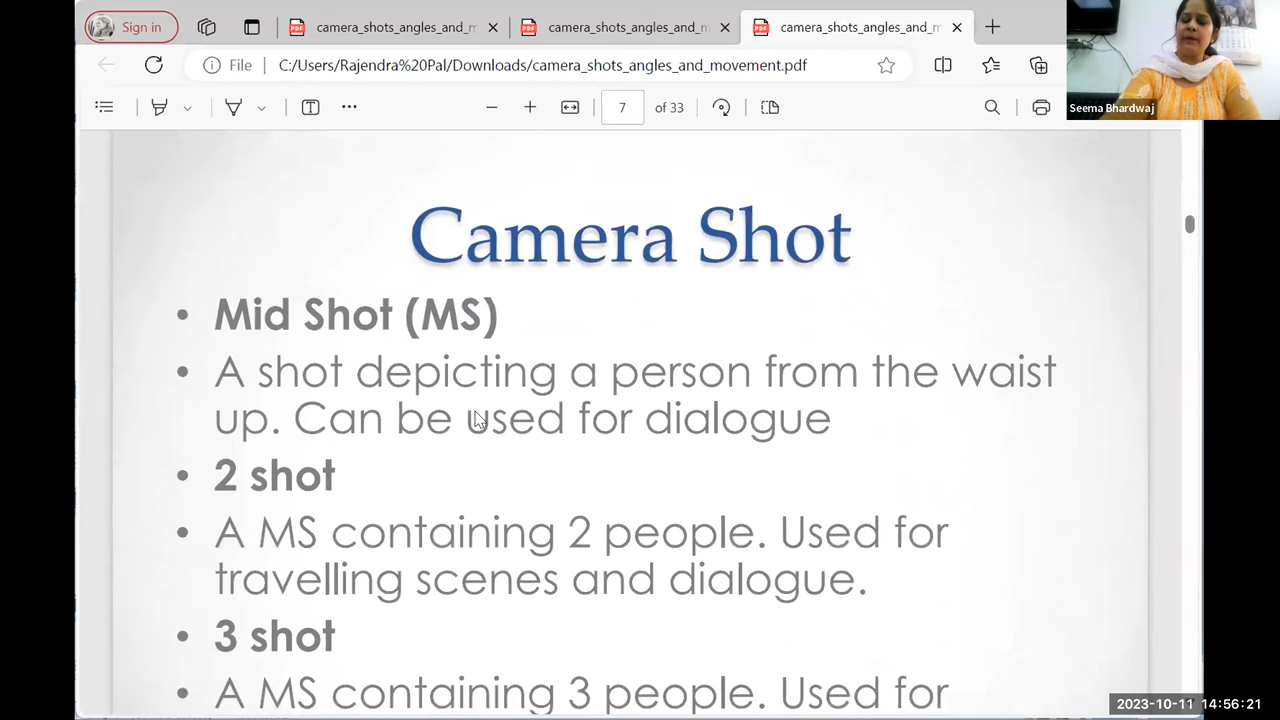 Sign in
camera_shots_angles_and_m
camera_shots_angles_and_m
camera_shots_angles_and_m
File
C:/Users/Rajendra%20Pal/Downloads/camera_shots_angles_and_movement.pdf
7 of 33
Seema Bhardwaj
Camera Shot
• Mid Shot (MS)
• A shot depicting a person from the waist
up. Can be used for dialogue
• 2 shot
• A MS containing 2 people. Used for
travelling scenes and dialogue.
• 3 shot
• A MS containing 3 people. Used for
2023-10-11 14:56:21